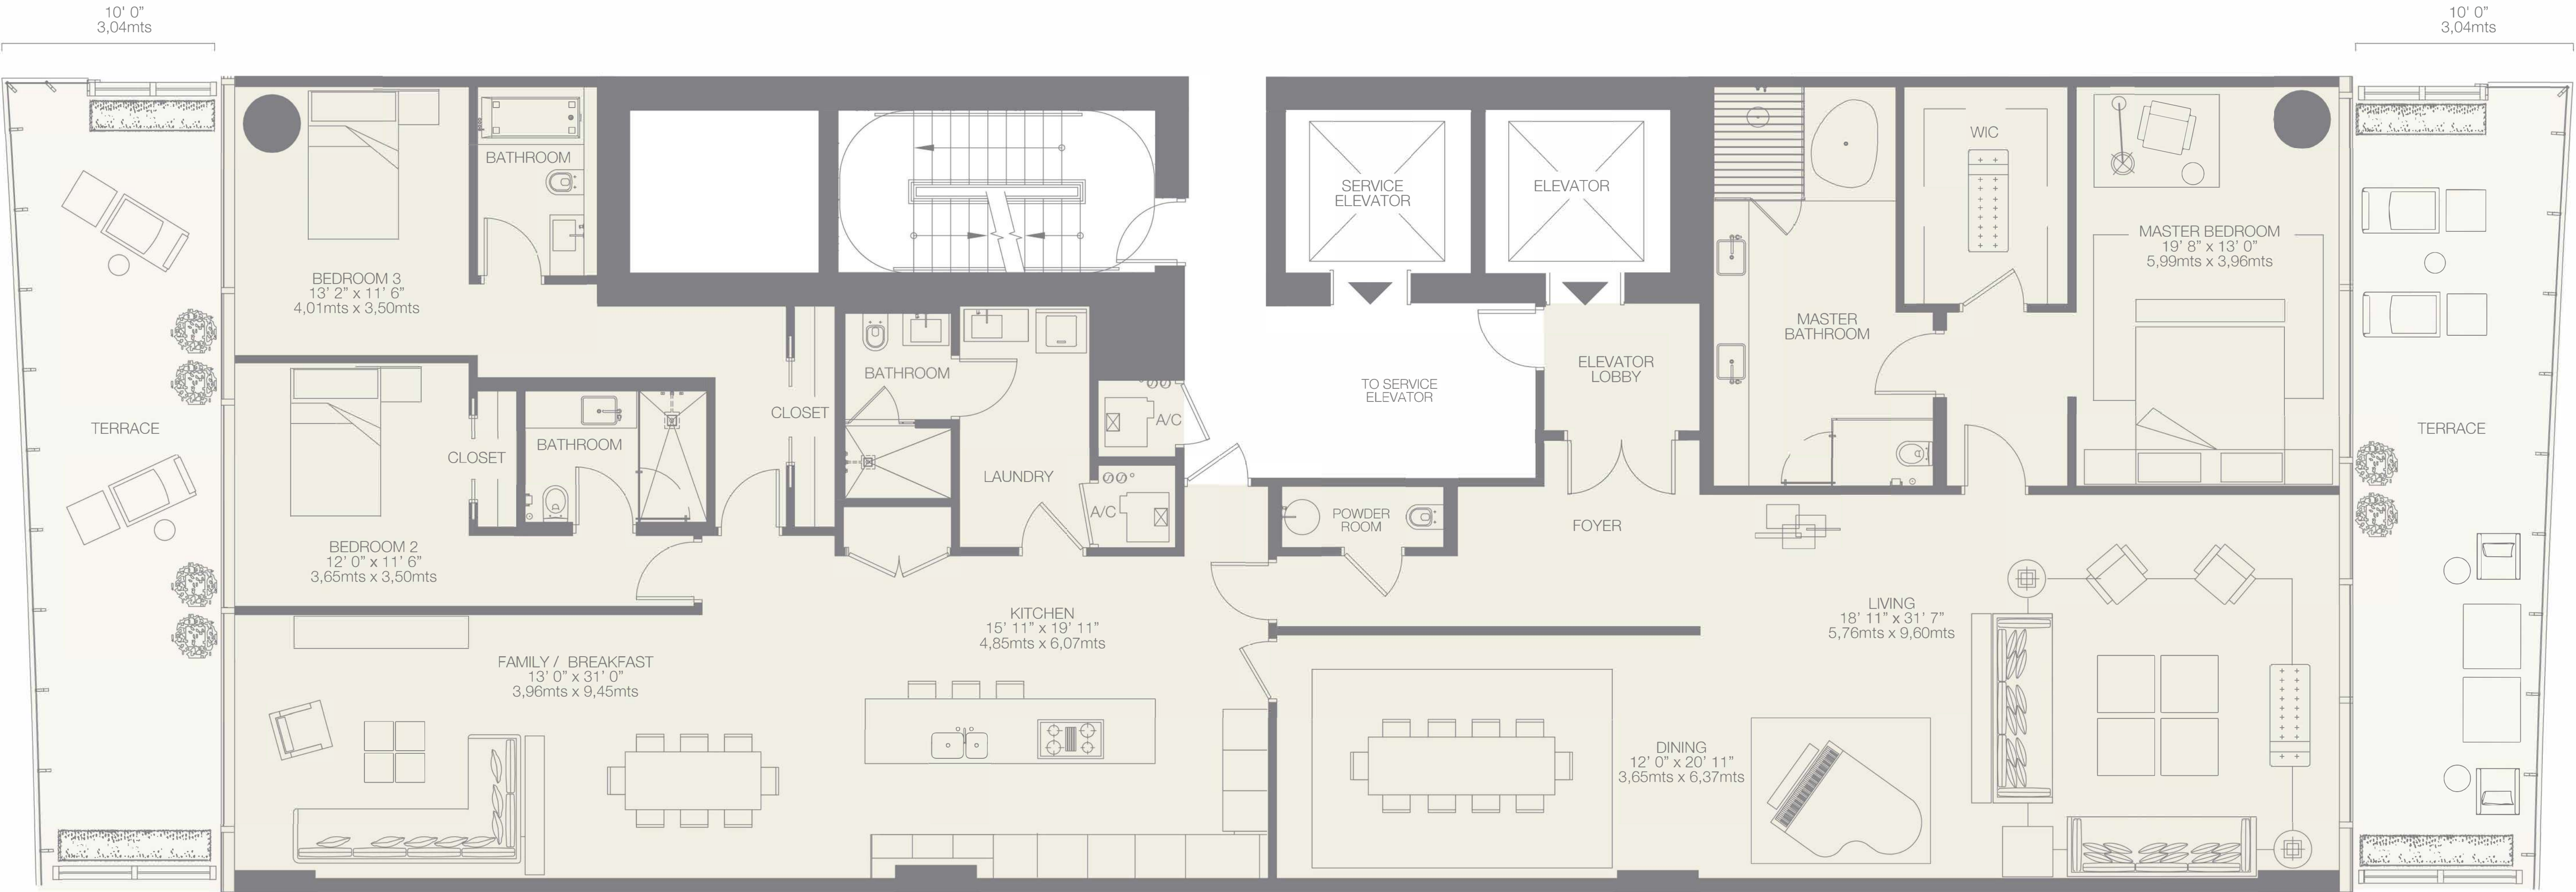 10' 0”
3,04mts
10' 0”
3,04mts
BATHROOM
BEDROOM 3
13' 2” x 11' 6”
4,01mts x 3,50mts
SERVICE
ELEVATOR
ELEVATOR
WIC
MASTER BEDROOM
19' 8” x 13' 0”
5,99mts x 3,96mts
MASTER
BATHROOM
TERRACE
CLOSET
BATHROOM
CLOSET
BATHROOM
LAUNDRY
A/C
A/C
TO SERVICE
ELEVATOR
ELEVATOR
LOBBY
TERRACE
BEDROOM 2
12' 0” x 11' 6”
3,65mts x 3,50mts
POWDER
ROOM
FOYER
KITCHEN
15' 11” x 19' 11”
4,85mts x 6,07mts
LIVING
18' 11” x 31' 7”
5,76mts x 9,60mts
FAMILY / BREAKFAST
13' 0” x 31' 0”
3,96mts x 9,45mts
DINING
12' 0” x 20' 11”
3,65mts x 6,37mts